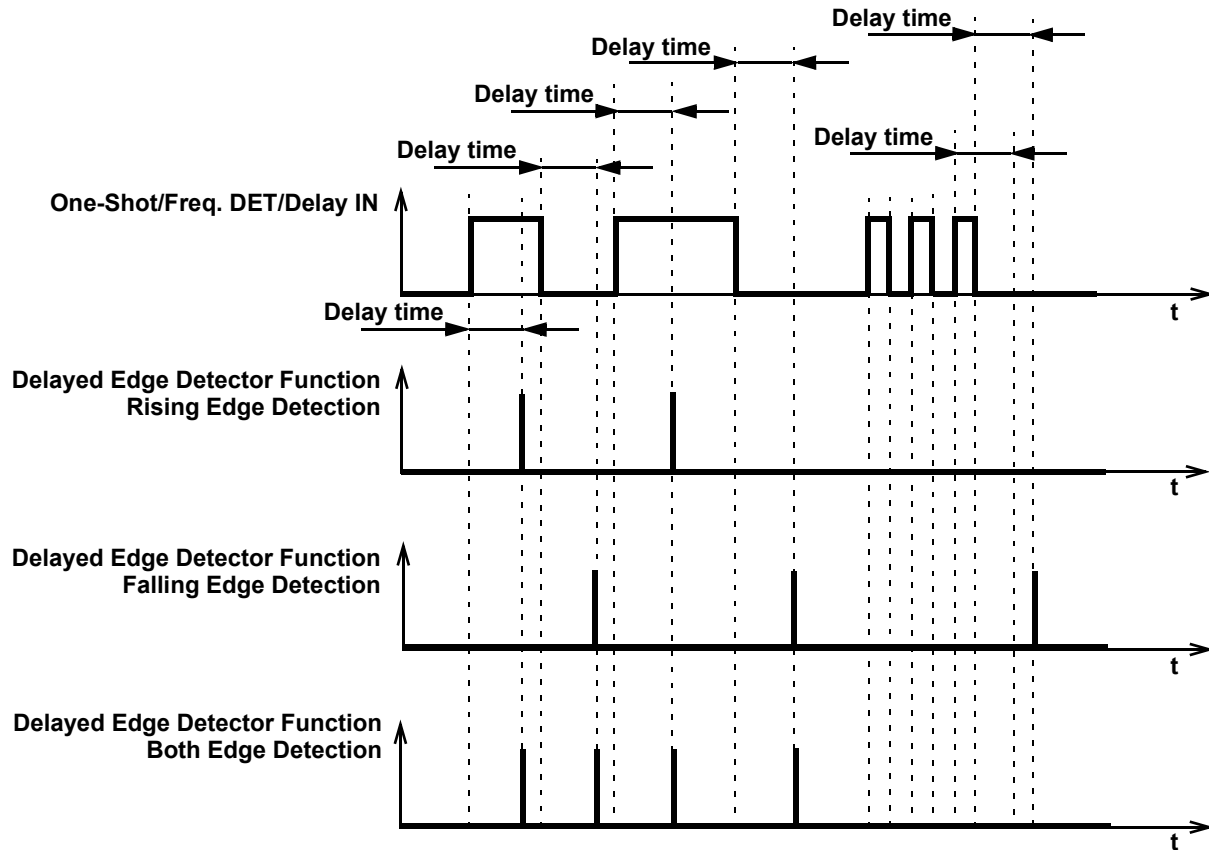 Delay time
Delay time
Delay time
Delay time
Delay time
One-Shot/Freq. DET/Delay IN
t
Delay time
Delayed Edge Detector Function
Rising Edge Detection
t
Delayed Edge Detector Function
Falling Edge Detection
t
Delayed Edge Detector Function
Both Edge Detection
t